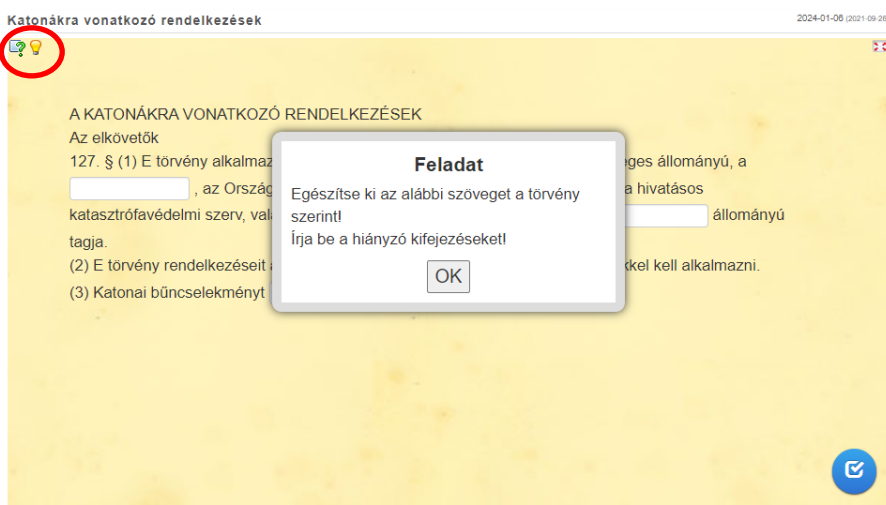 Katonákra vonatkozó rendelkezések
2024-01-06 (2021-09-28
A KATONÁKRA VONATKOZÓ RENDELKEZÉSEK
Az elkövetők
127. § (1) E törvény alkalmaz
eges állományú, a
, az Ország
a hivatásos
katasztrófavédelmi szerv, val
állományú
tagja.
(2) E törvény rendelkezéseit
kkel kell alkalmazni.
(3) Katonai bűncselekményt
Feladat
Egészítse ki az alábbi szöveget a törvény
szerint!
Írja be a hiányzó kifejezéseket!
OK